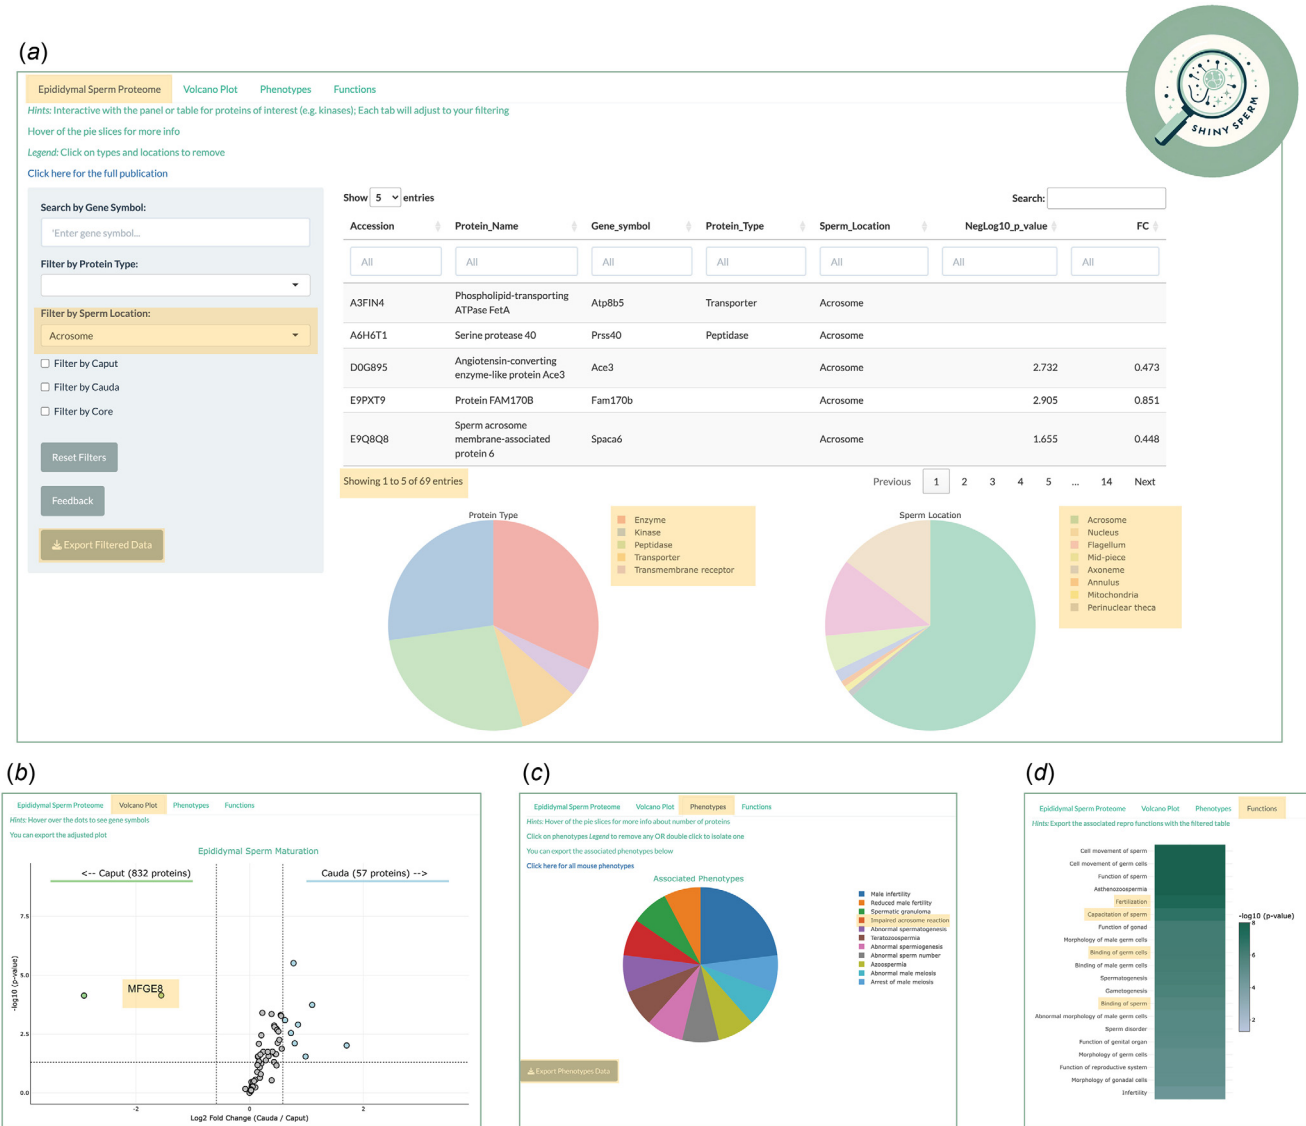 (a)
SHINY SPERM
Epididymal Sperm Proteome Volcano Plot Phenotypes Functions
Hints: Interactive with the panel or table for proteins of interest (e.g. kinases); Each tab will adjust to your filtering
Hover of the pie slices for more info
Legend: Click on types and locations to remove
Click here for the full publication
Search by Gene Symbol:
'Enter gene symbol...
Filter by Protein Type:
Filter by Sperm Location:
Acrosome
Filter by Caput
Filter by Cauda
Filter by Core
Reset Filters
Feedback
Export Filtered Data
Show 5 entries
Search:
Accession Protein_Name Gene_symbol Protein_Type Sperm_Location NegLog10_p_value FC
All All All All All All All
A3FIN4 Phospholipid-transporting ATPase FetA Atp8b5 Transporter Acrosome
A6H6T1 Serine protease 40 Prss40 Peptidase Acrosome
D0G895 Angiotensin-converting enzyme-like protein Ace3 Ace3 Acrosome 2.732 0.473
E9PXT9 Protein FAM170B Fam170b Acrosome 2.905 0.851
E9Q8Q8 Sperm acrosome membrane-associated protein 6 Spaca6 Acrosome 1.655 0.448
Showing 1 to 5 of 69 entries
Previous 1 2 3 4 5 ... 14 Next
Protein Type
Enzyme
Kinase
Peptidase
Transporter
Transmembrane receptor
Sperm Location
Acrosome
Nucleus
Flagellum
Mid-piece
Axoneme
Annulus
Mitochondria
Perinuclear theca
(b)
Epididymal Sperm Proteome Volcano Plot Phenotypes Functions
Hints: Hover over the dots to see gene symbols
You can export the adjusted plot
Epididymal Sperm Maturation
<-- Caput (832 proteins)
Cauda (57 proteins) -->
7.5
5.0
2.5
0.0
-log10 (p-value)
MFGE8
-2 0 2
Log2 Fold Change (Cauda / Caput)
(c)
Epididymal Sperm Proteome Volcano Plot Phenotypes Functions
Hints: Hover of the pie slices for more info about number of proteins
Click on phenotypes Legend to remove any OR double click to isolate one
You can export the associated phenotypes below
Click here for all mouse phenotypes
Associated Phenotypes
Male infertility
Reduced male fertility
Spermatic granuloma
Impaired acrosome reaction
Abnormal spermatogenesis
Teratozoospermia
Abnormal spermiogenesis
Abnormal sperm number
Azoospermia
Abnormal male meiosis
Arrest of male meiosis
Export Phenotypes Data
(d)
Epididymal Sperm Proteome Volcano Plot Phenotypes Functions
Hints: Export the associated repro functions with the filtered table
Cell movement of sperm
Cell movement of germ cells
Function of sperm
Asthenozoospermia
Fertilization
Capacitation of sperm
Function of gonad
Morphology of male germ cells
Binding of germ cells
Binding of male germ cells
Spermatogenesis
Gametogenesis
Binding of sperm
Abnormal morphology of male germ cells
Sperm disorder
Function of genital organ
Morphology of germ cells
Function of reproductive system
Morphology of gonadal cells
Infertility
-log10 (p-value)
8
6
4
2